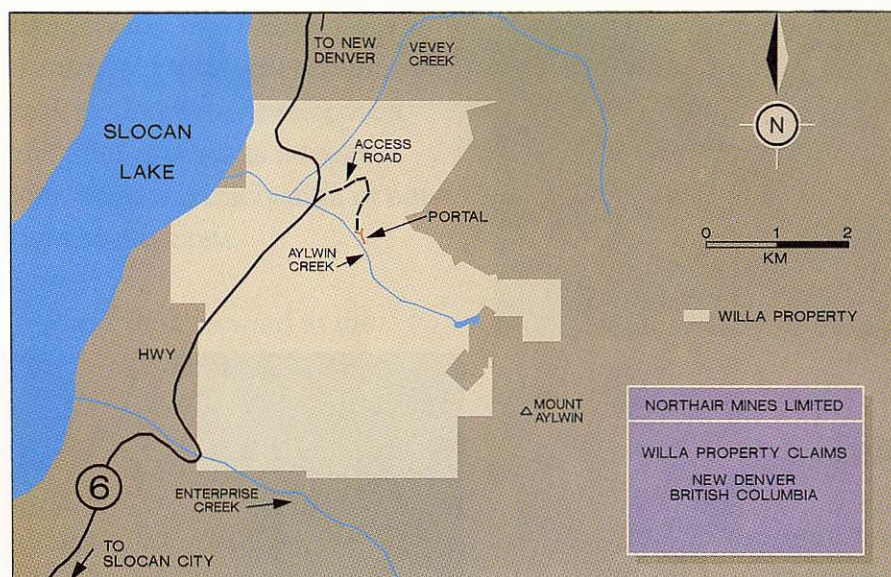 TO NEW
DENVER
VEVEY
CREEK
SLOCAN
LAKE
ACCESS
ROAD
N
PORTAL
AYLWIN
CREEK
0 1 2
KM
WILLA PROPERTY
HWY
MOUNT
AYLWIN
NORTHAIR MINES LIMITED
WILLA PROPERTY CLAIMS
NEW DENVER
BRITISH COLUMBIA
6
ENTERPRISE
CREEK
TO
SLOCAN CITY